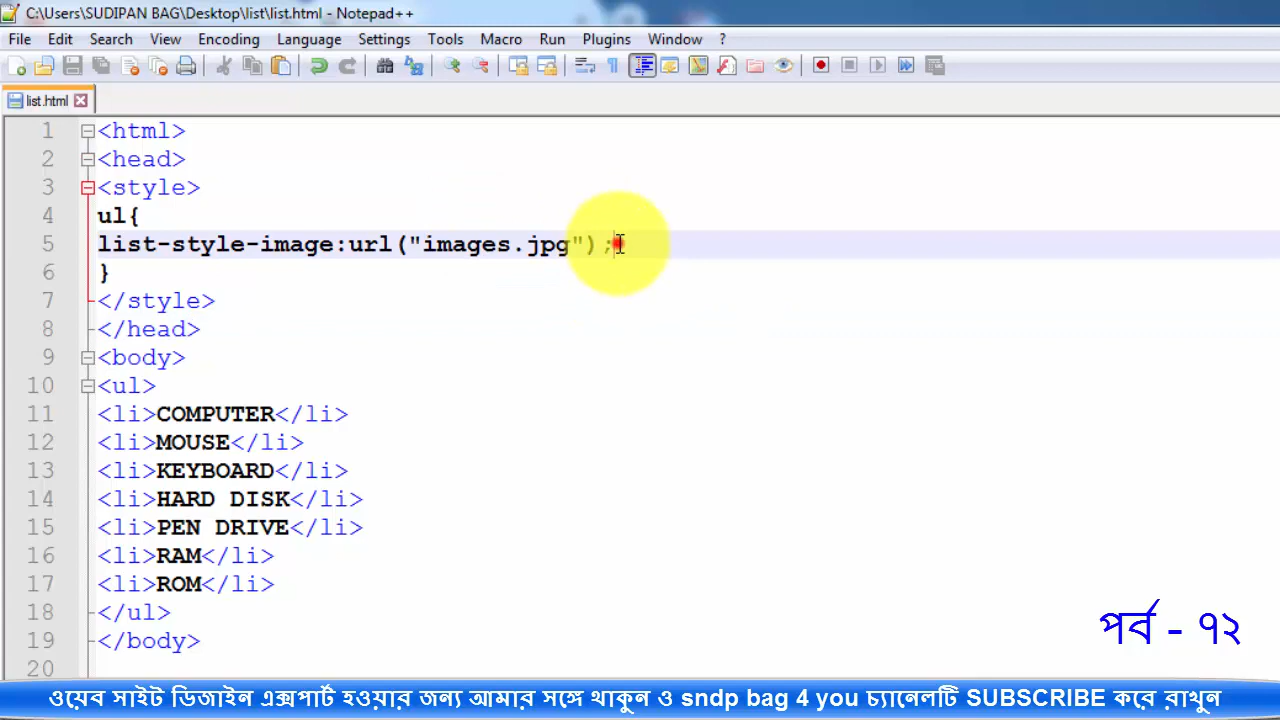 C:\Users\SUDIPAN BAG\Desktop\list\list.html - Notepad++
File Edit Search View Encoding Language Settings Tools Macro Run Plugins Window ?
list.html
1 <html>
2 <head>
3 <style>
4 ul{
5 list-style-image:url("images.jpg");
6 }
7 </style>
8 </head>
9 <body>
10 <ul>
11 <li>COMPUTER</li>
12 <li>MOUSE</li>
13 <li>KEYBOARD</li>
14 <li>HARD DISK</li>
15 <li>PEN DRIVE</li>
16 <li>RAM</li>
17 <li>ROM</li>
18 </ul>
19 </body>
20
পর্ব - ৭২
ওয়েব সাইট ডিজাইন এক্সপার্ট হওয়ার জন্য আমার সঙ্গে থাকুন ও sndp bag 4 you চ্যানেলটি SUBSCRIBE করে রাখুন